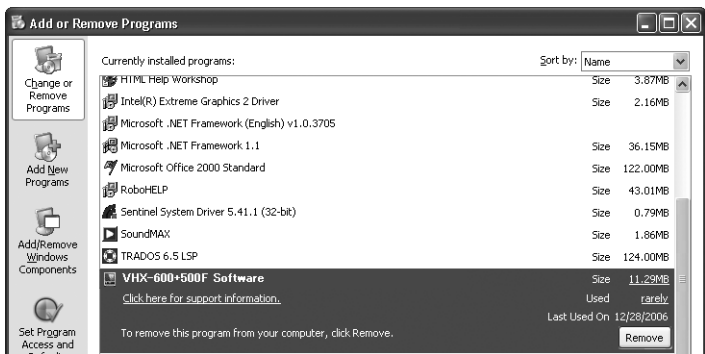 Add or Remove Programs
Currently installed programs:
Sort by: Name
Change or
Remove
Programs
Add New
Programs
Add/Remove
Windows
Components
Set Program
Access and
HTML Help Workshop Size 3.87MB
Intel(R) Extreme Graphics 2 Driver Size 2.16MB
Microsoft .NET Framework (English) v1.0.3705
Microsoft .NET Framework 1.1 Size 36.15MB
Microsoft Office 2000 Standard Size 122.00MB
RoboHELP Size 43.01MB
Sentinel System Driver 5.41.1 (32-bit) Size 0.79MB
SoundMAX Size 1.86MB
TRADOS 6.5 LSP Size 124.00MB
VHX-600+500F Software Size 11.29MB
Click here for support information. Used rarely
Last Used On 12/28/2006
To remove this program from your computer, click Remove. Remove